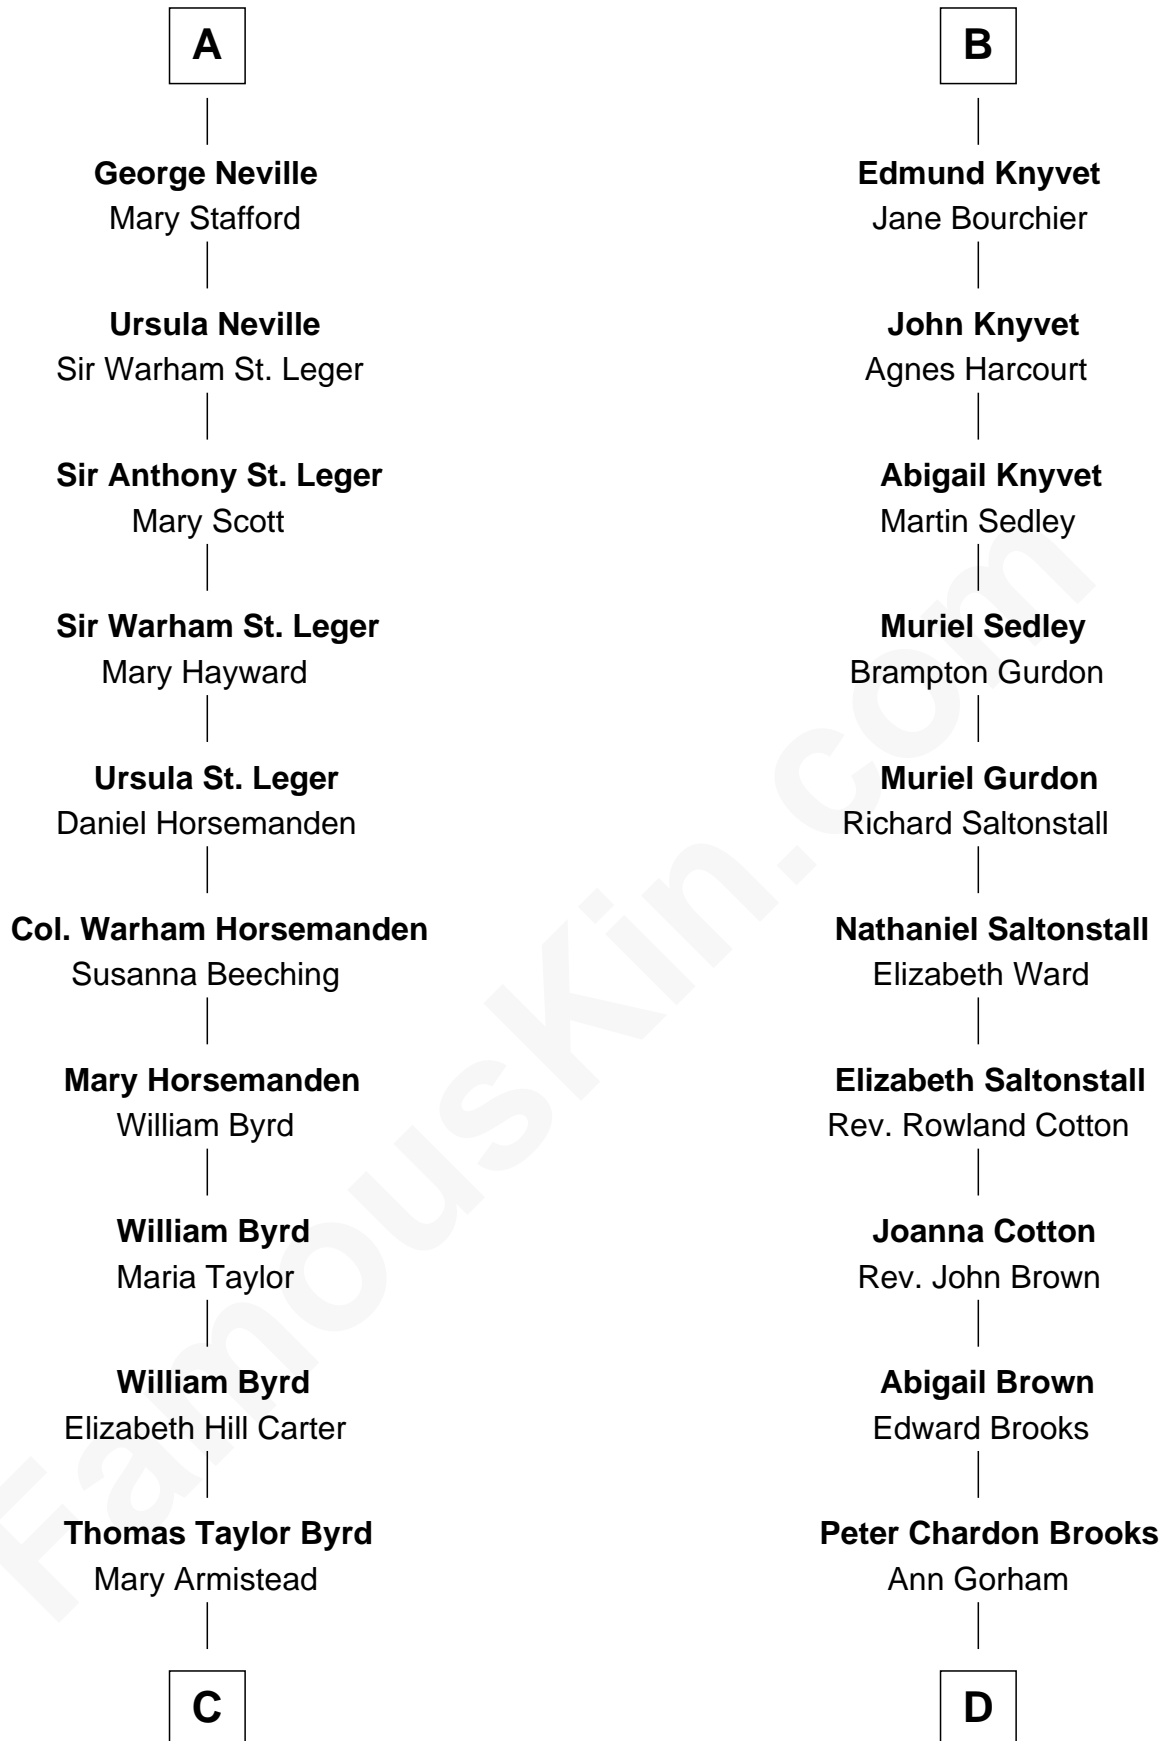 A
George Neville
Mary Stafford
Ursula Neville
Sir Warham St. Leger
Sir Anthony St. Leger
Mary Scott
Sir Warham St. Leger
Mary Hayward
Ursula St. Leger
Daniel Horsemanden
Col. Warham Horsemanden
Susanna Beeching
Mary Horsemanden
William Byrd
William Byrd
Maria Taylor
William Byrd
Elizabeth Hill Carter
Thomas Taylor Byrd
Mary Armistead
C
B
Edmund Knyvet
Jane Bourchier
John Knyvet
Agnes Harcourt
Abigail Knyvet
Martin Sedley
Muriel Sedley
Brampton Gurdon
Muriel Gurdon
Richard Saltonstall
Nathaniel Saltonstall
Elizabeth Ward
Elizabeth Saltonstall
Rev. Rowland Cotton
Joanna Cotton
Rev. John Brown
Abigail Brown
Edward Brooks
Peter Chardon Brooks
Ann Gorham
D
FamousKin.com